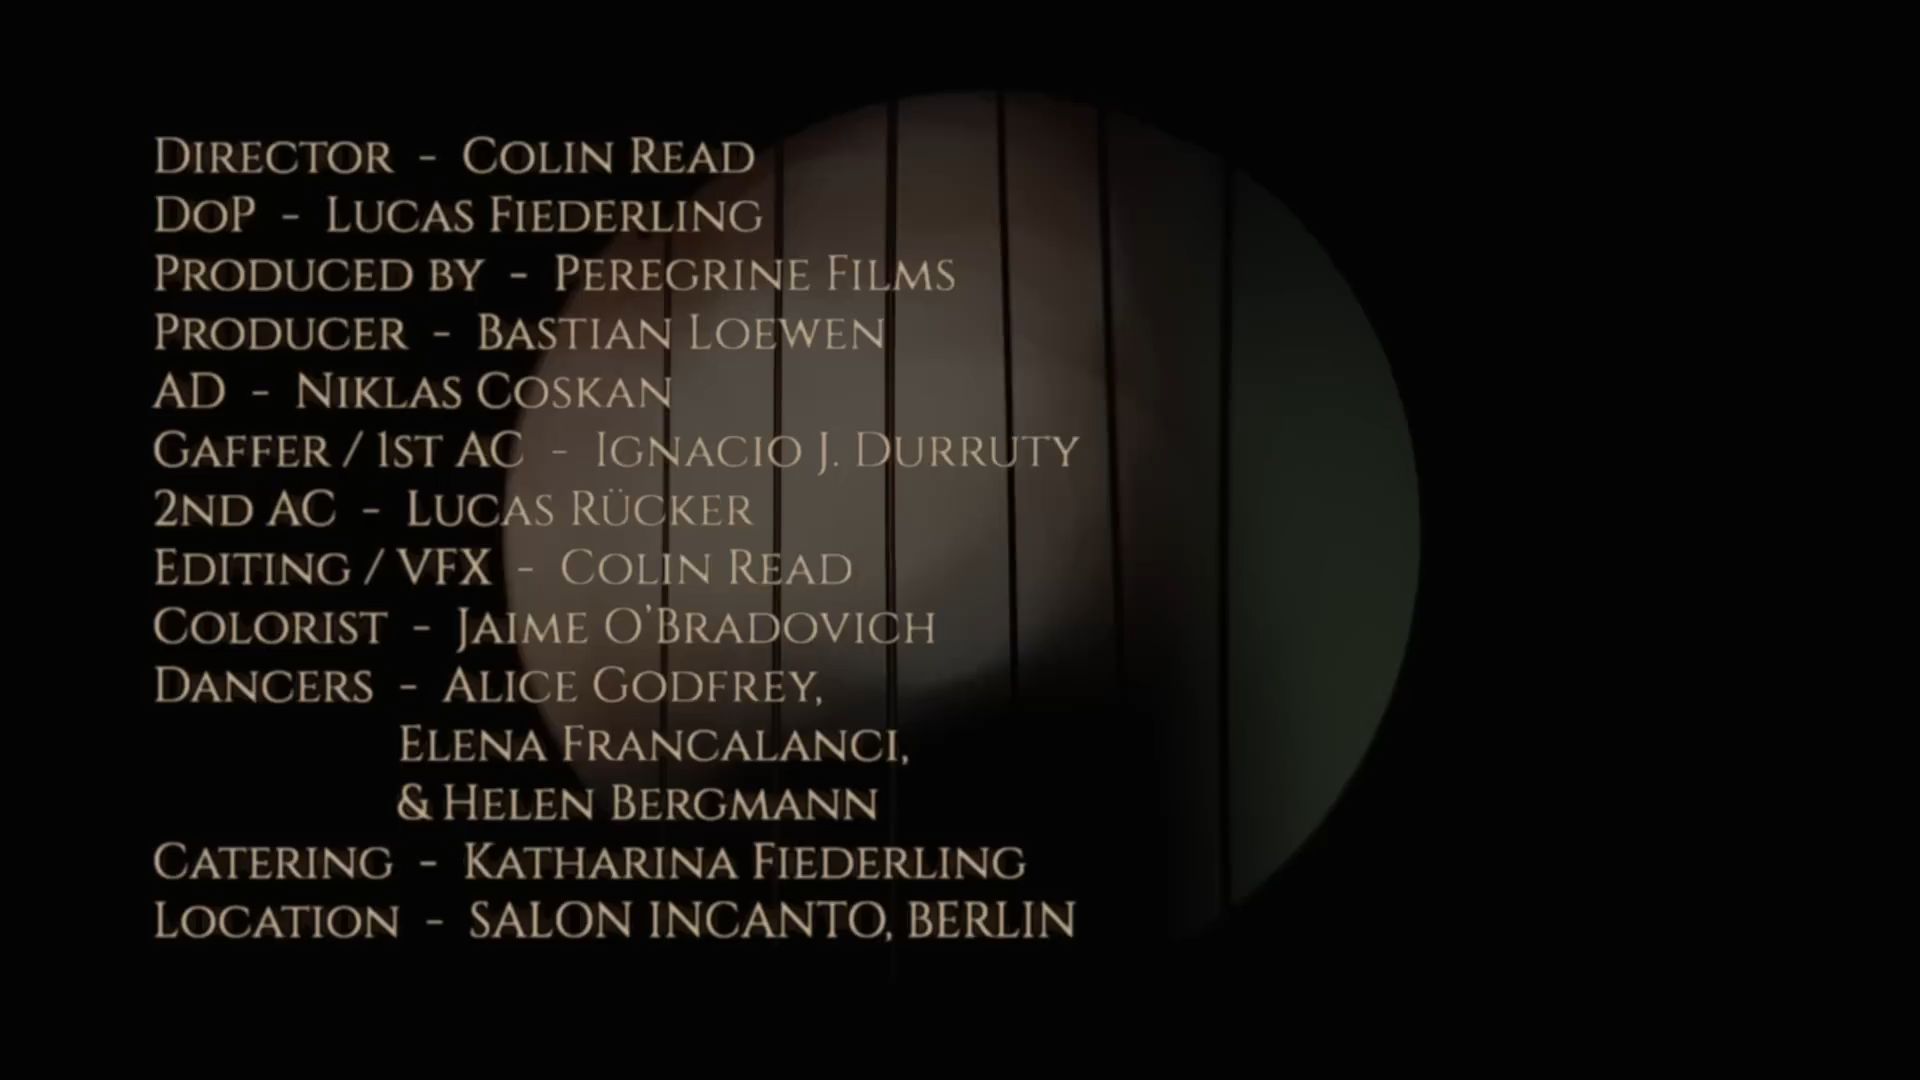 Director - Colin Read
DoP - Lucas Fiederling
Produced by - Peregrine Films
Producer - Bastian Loewen
AD - Niklas Coskan
Gaffer / 1st AC - Ignacio J. Durruty
2nd AC - Lucas Rücker
Editing / VFX - Colin Read
Colorist - Jaime O'Bradovich
Dancers - Alice Godfrey,
Elena Francalanci,
& Helen Bergmann
Catering - Katharina Fiederling
Location - SALON INCANTO, BERLIN